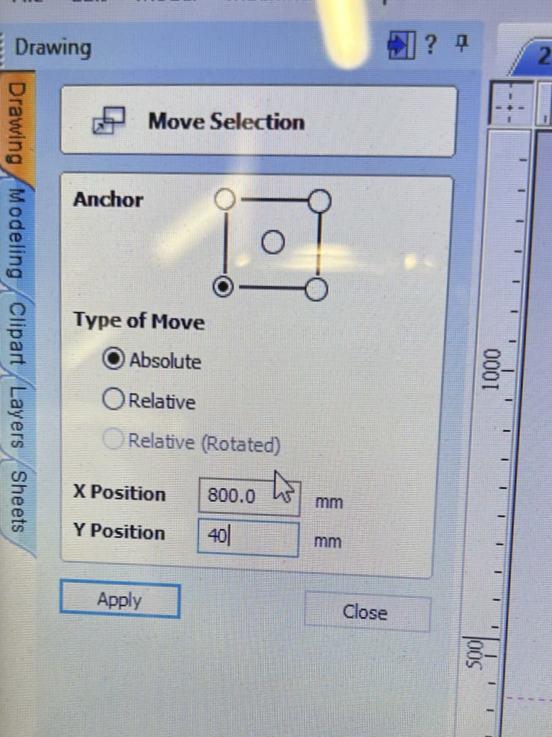 Drawing
?
2
Move Selection
Anchor
Type of Move
Absolute
Relative
Relative (Rotated)
X Position 800.0 mm
Y Position 40 mm
Apply Close
Drawing
Modeling
Clipart
Layers
Sheets
1000
500